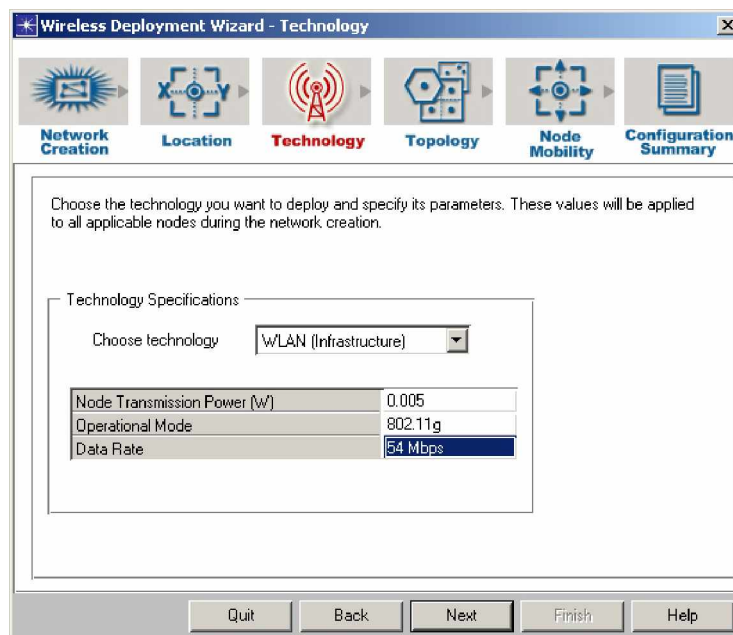 Wireless Deployment Wizard - Technology
Network Creation
Location
Technology
Topology
Node Mobility
Configuration Summary
Choose the technology you want to deploy and specify its parameters. These values will be applied
to all applicable nodes during the network creation.
Technology Specifications
Choose technology WLAN (Infrastructure)
Node Transmission Power (W) 0.005
Operational Mode 802.11g
Data Rate 54 Mbps
Quit Back Next Finish Help